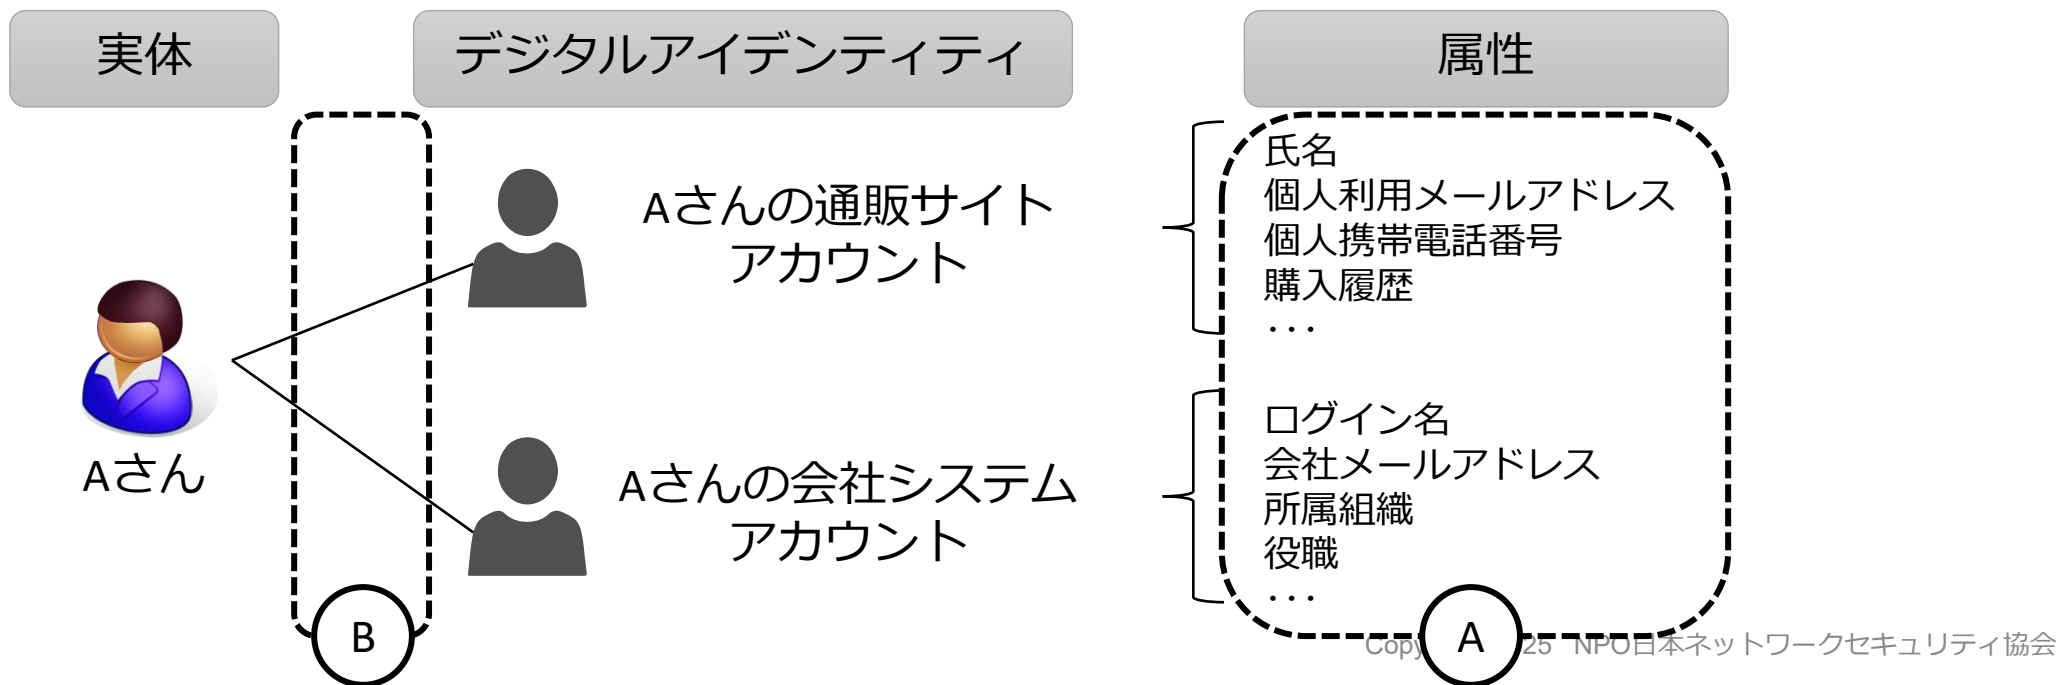 実体
デジタルアイデンティティ
属性
氏名
個人利用メールアドレス
個人携帯電話番号
購入履歴
・・・
Aさんの通販サイト
アカウント
Aさん
Aさんの会社システム
アカウント
ログイン名
会社メールアドレス
所属組織
役職
・・・
B
A
Copy 25 NPO日本ネットワークセキュリティ協会